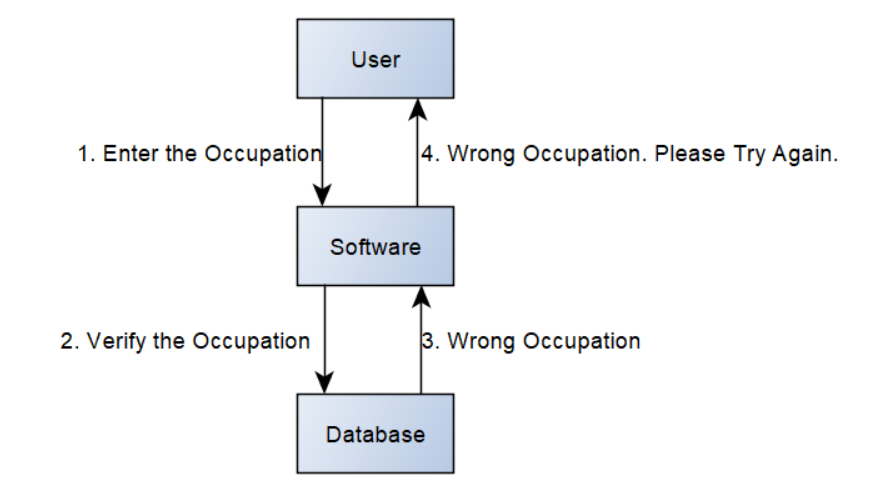 User
1. Enter the Occupation
4. Wrong Occupation. Please Try Again.
Software
2. Verify the Occupation
3. Wrong Occupation
Database